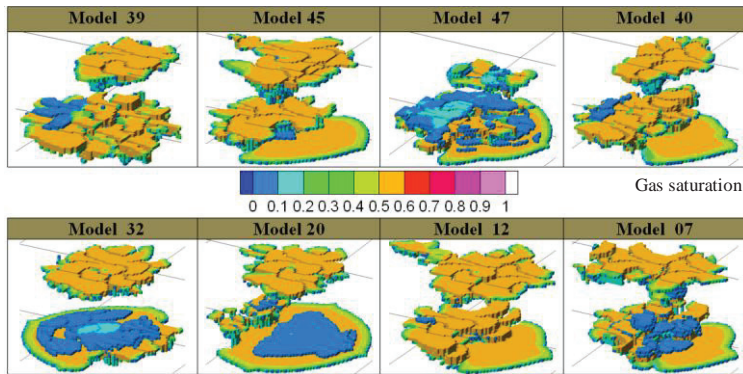 Model 39 Model 45 Model 47 Model 40
0 0.1 0.2 0.3 0.4 0.5 0.6 0.7 0.8 0.9 1
Gas saturation
Model 32 Model 20 Model 12 Model 07